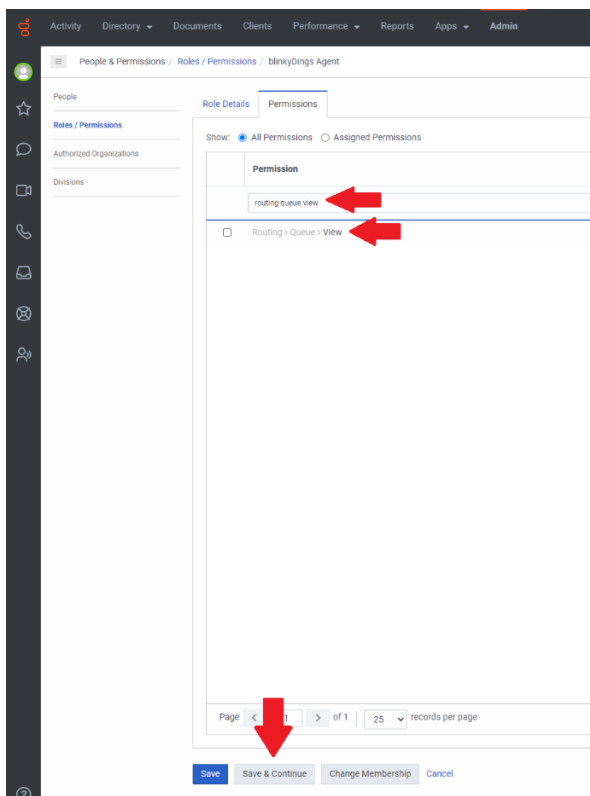 Activity Directory Documents Clients Performance Reports Apps Admin
People & Permissions / Roles / Permissions / blinkyDings Agent
People
Roles / Permissions
Authorized Organizations
Divisions
Role Details Permissions
Show: All Permissions Assigned Permissions
Permission
routing queue view
Routing > Queue > View
Page 1 of 1 25 records per page
Save Save & Continue Change Membership Cancel